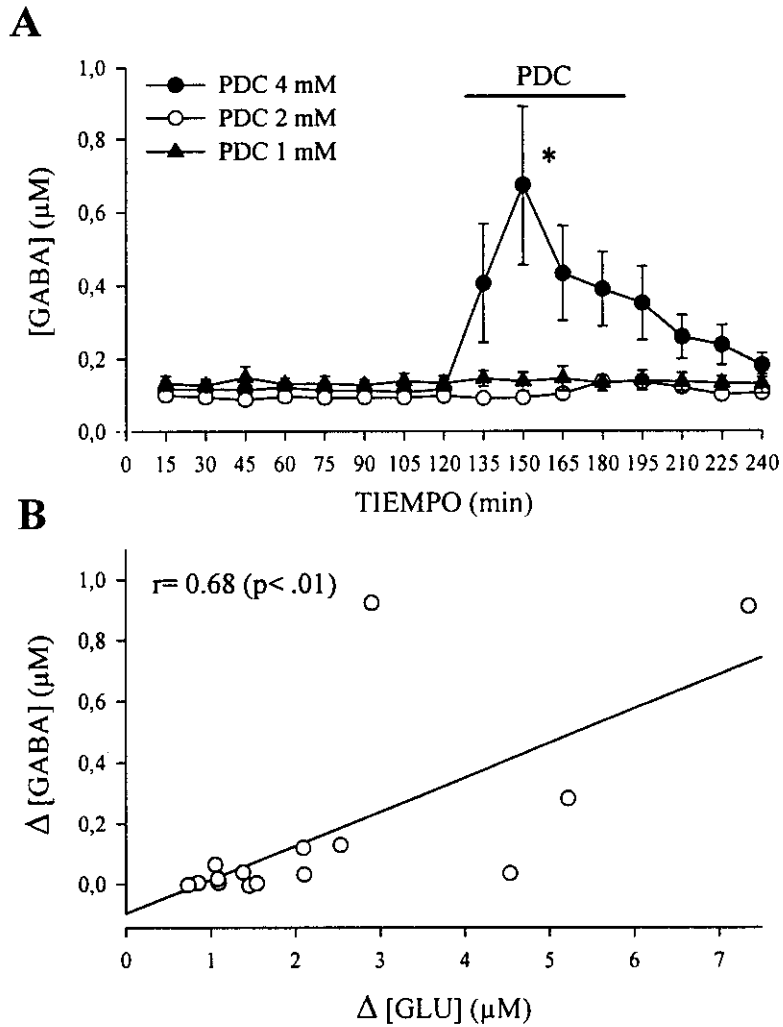 A
PDC 4 mM
PDC 2 mM
PDC 1 mM
PDC
*
1,0
0,8
0,6
0,4
0,2
0,0
[GABA] (µM)
0 15 30 45 60 75 90 105 120 135 150 165 180 195 210 225 240
TIEMPO (min)
B
r= 0.68 (p< .01)
1,0
0,8
0,6
0,4
0,2
0,0
Δ [GABA] (µM)
0 1 2 3 4 5 6 7
Δ [GLU] (µM)